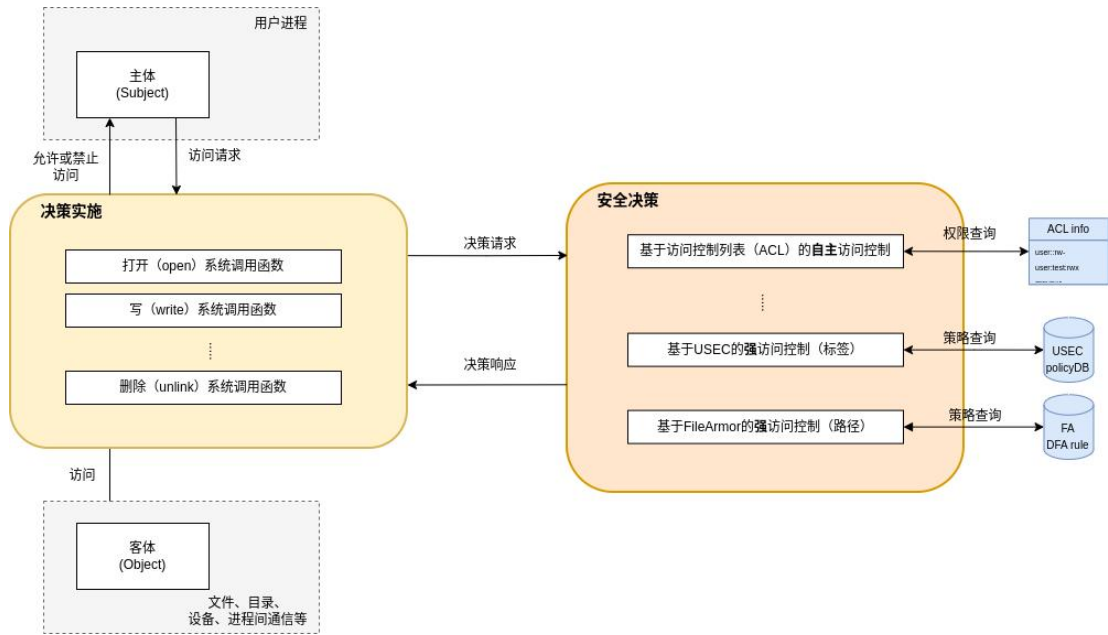 用户进程
主体
(Subject)
允许或禁止
访问
访问请求
决策实施
打开（open）系统调用函数
写（write）系统调用函数
删除（unlink）系统调用函数
决策请求
决策响应
安全决策
基于访问控制列表（ACL）的自主访问控制
基于USEC的强访问控制（标签）
基于FileArmor的强访问控制（路径）
权限查询
ACL info
user::rw-
user:test:rwx
策略查询
USEC
policyDB
策略查询
FA
DFA rule
访问
客体
(Object)
文件、目录、
设备、进程间通信等